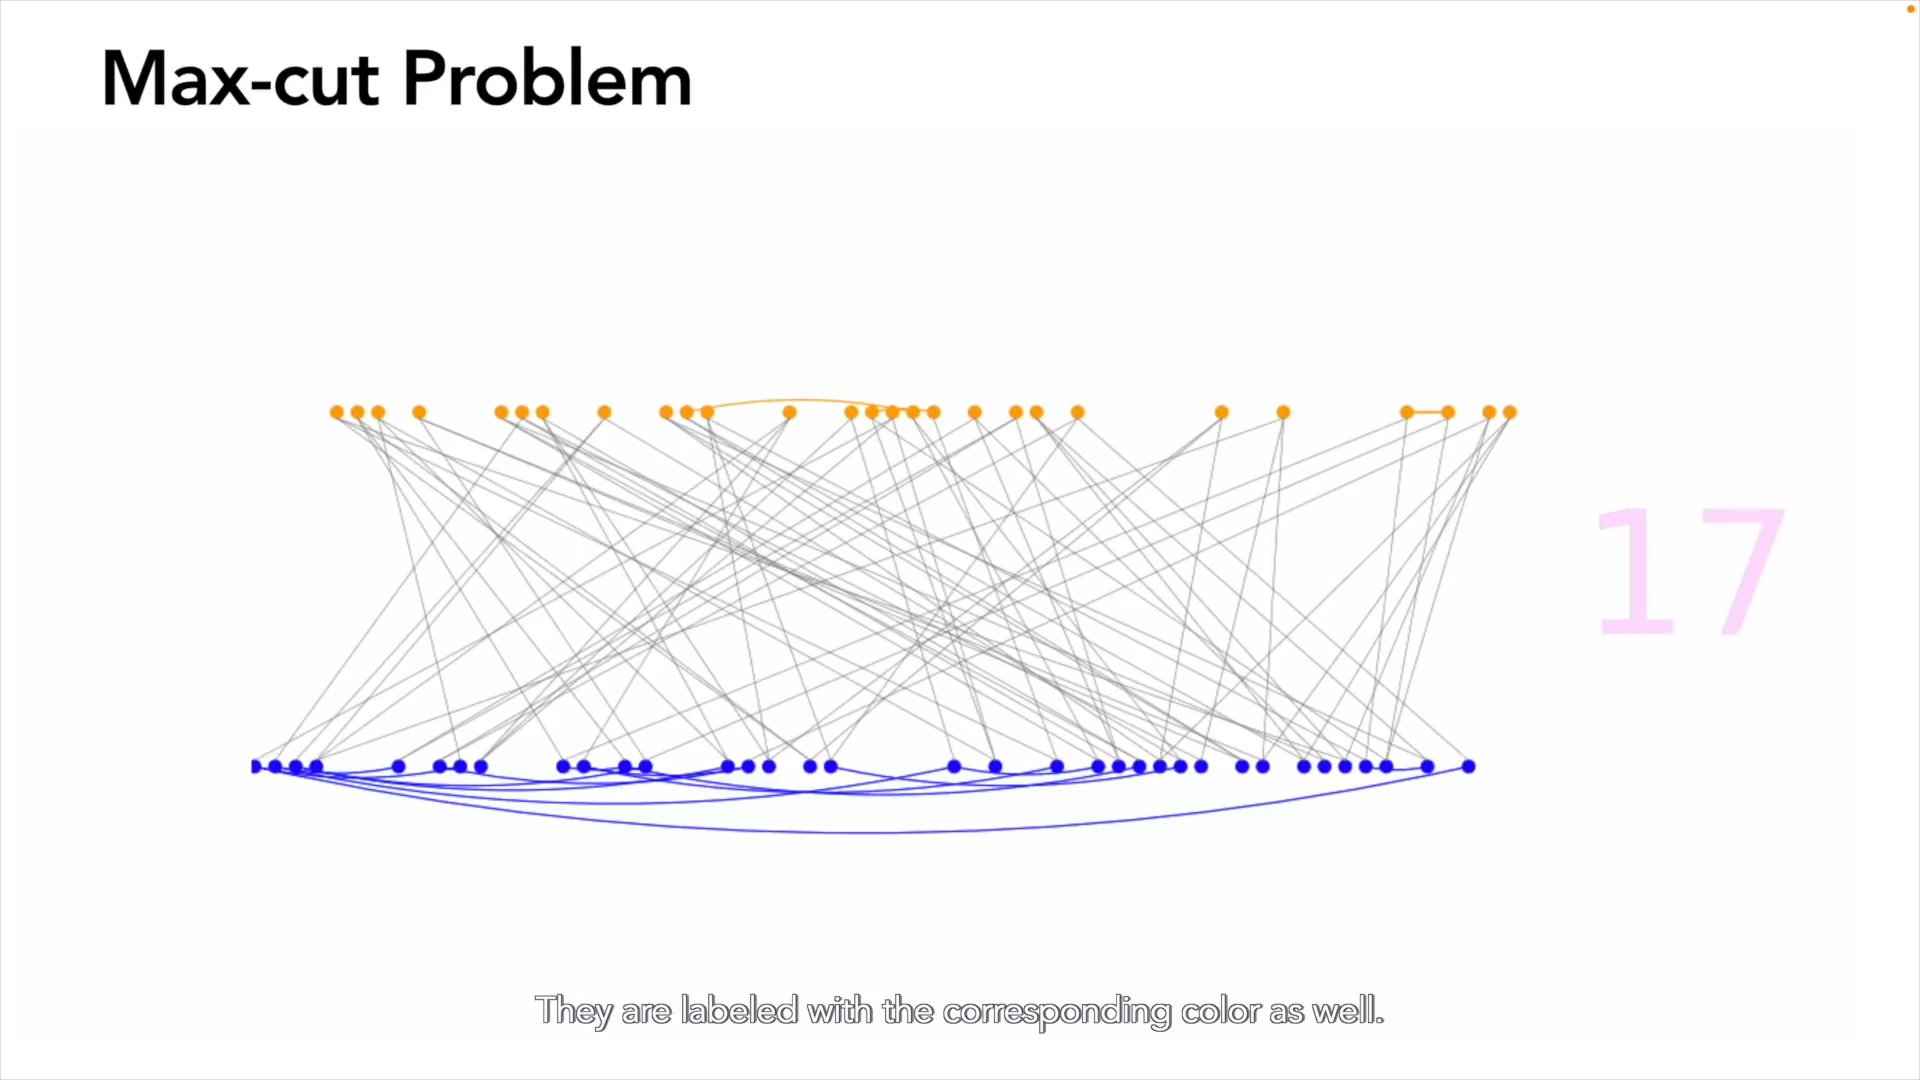 Max-cut Problem
17
They are labeled with the corresponding color as well.